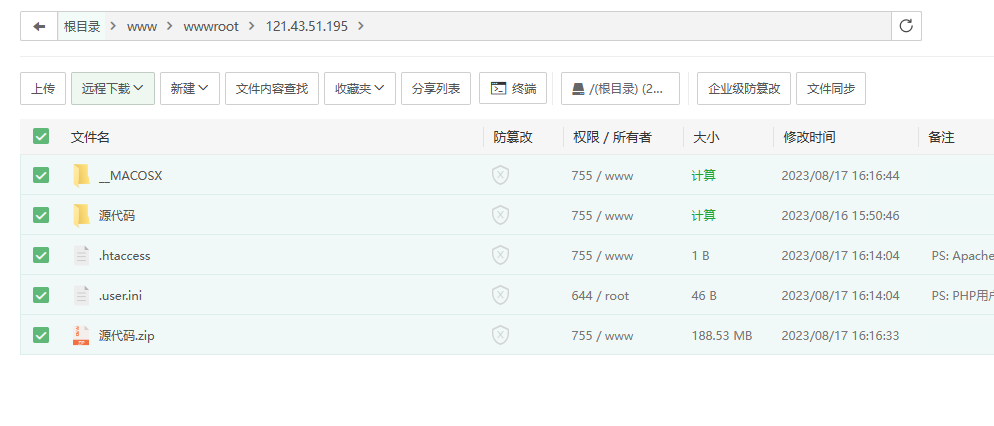 根目录 > www > wwwroot > 121.43.51.195 >
上传 远程下载 新建 文件内容查找 收藏夹 分享列表 终端 /(根目录) (2... 企业级防篡改 文件同步
文件名 防篡改 权限 / 所有者 大小 修改时间 备注
__MACOSX 755 / www 计算 2023/08/17 16:16:44
源代码 755 / www 计算 2023/08/16 15:50:46
.htaccess 755 / www 1 B 2023/08/17 16:14:04 PS: Apache
.user.ini 644 / root 46 B 2023/08/17 16:14:04 PS: PHP用户
源代码.zip 755 / www 188.53 MB 2023/08/17 16:16:33